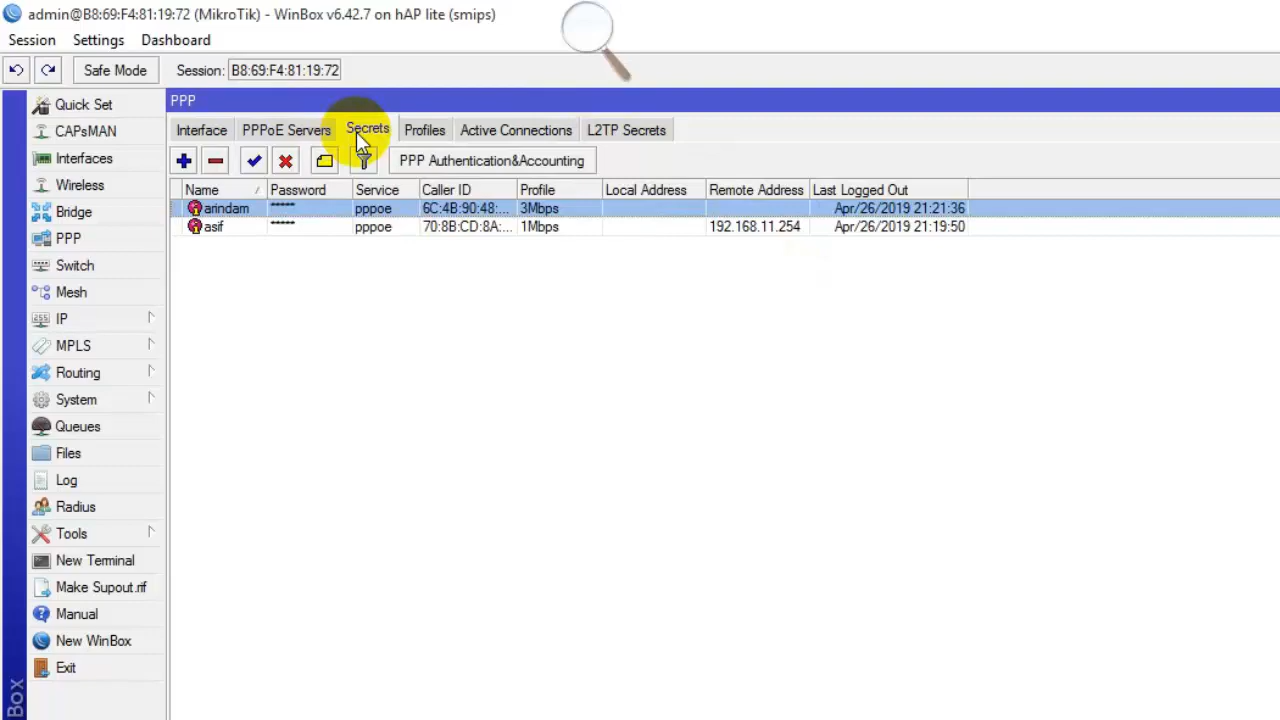 admin@B8:69:F4:81:19:72 (MikroTik) - WinBox v6.42.7 on hAP lite (smips)
Session Settings Dashboard
Safe Mode Session: B8:69:F4:81:19:72
Quick Set
CAPsMAN
Interfaces
Wireless
Bridge
PPP
Switch
Mesh
IP
MPLS
Routing
System
Queues
Files
Log
Radius
Tools
New Terminal
Make Supout.rif
Manual
New WinBox
Exit
Box
PPP
Interface PPPoE Servers Secrets Profiles Active Connections L2TP Secrets
PPP Authentication&Accounting
Name / Password Service Caller ID Profile Local Address Remote Address Last Logged Out
arindam ***** pppoe 6C:4B:90:48:... 3Mbps Apr/26/2019 21:21:36
asif ***** pppoe 70:8B:CD:8A:... 1Mbps 192.168.11.254 Apr/26/2019 21:19:50